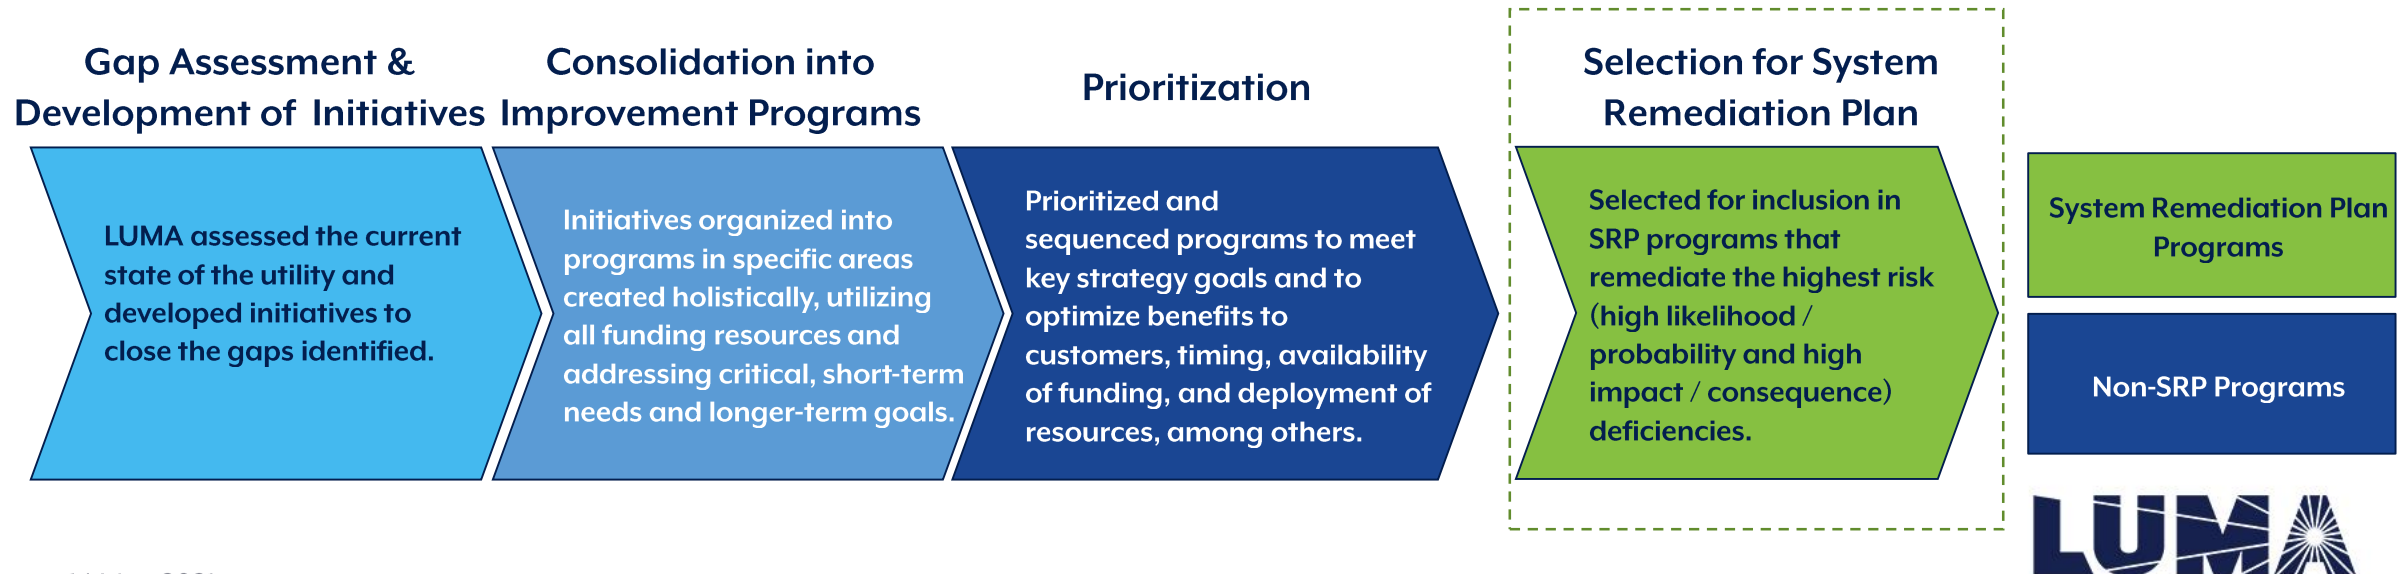 Gap Assessment &
Development of Initiatives
LUMA assessed the current
state of the utility and
developed initiatives to
close the gaps identified.
Consolidation into
Improvement Programs
Initiatives organized into
programs in specific areas
created holistically, utilizing
all funding resources and
addressing critical, short-term
needs and longer-term goals.
Prioritization
Prioritized and
sequenced programs to meet
key strategy goals and to
optimize benefits to
customers, timing, availability
of funding, and deployment of
resources, among others.
Selection for System
Remediation Plan
Selected for inclusion in
SRP programs that
remediate the highest risk
(high likelihood /
probability and high
impact / consequence)
deficiencies.
System Remediation Plan
Programs
Non-SRP Programs
LUMA